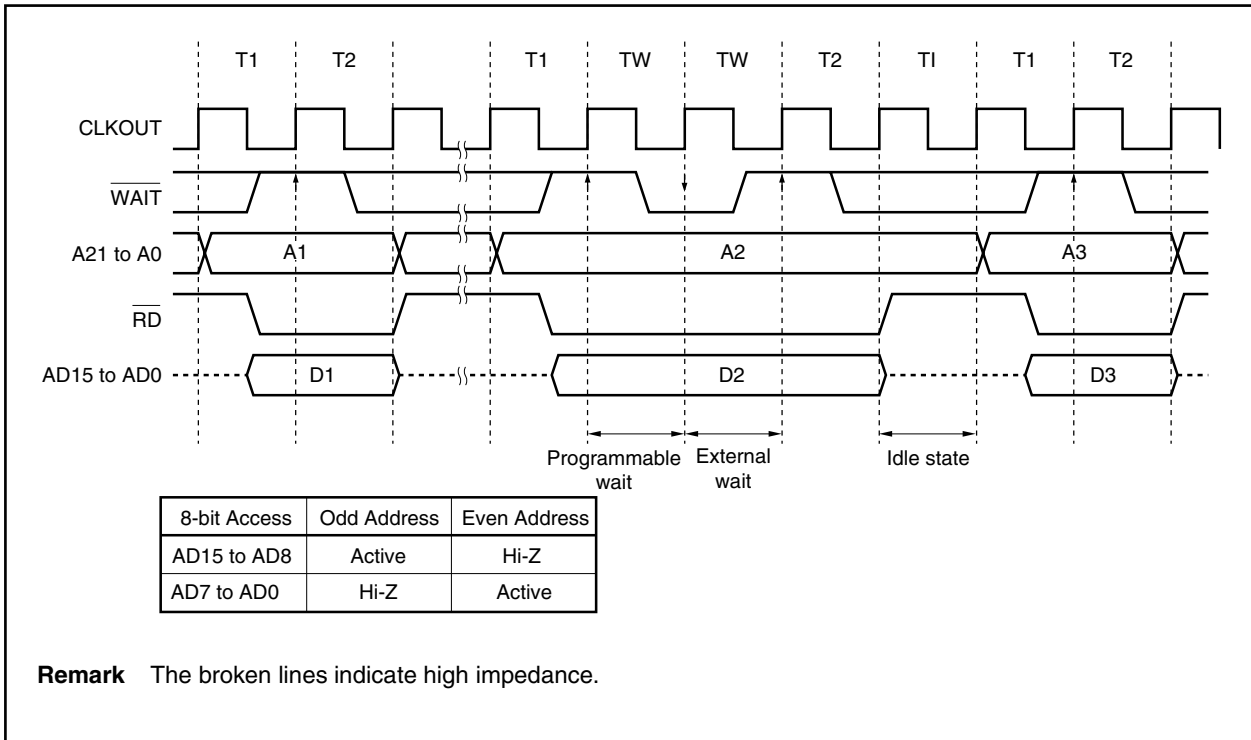 T1 T2 T1 TW TW T2 TI T1 T2
CLKOUT
WAIT
A21 to A0 A1 A2 A3
RD
AD15 to AD0 D1 D2 D3
Programmable wait
External wait
Idle state
8-bit Access Odd Address Even Address
AD15 to AD8 Active Hi-Z
AD7 to AD0 Hi-Z Active
Remark The broken lines indicate high impedance.